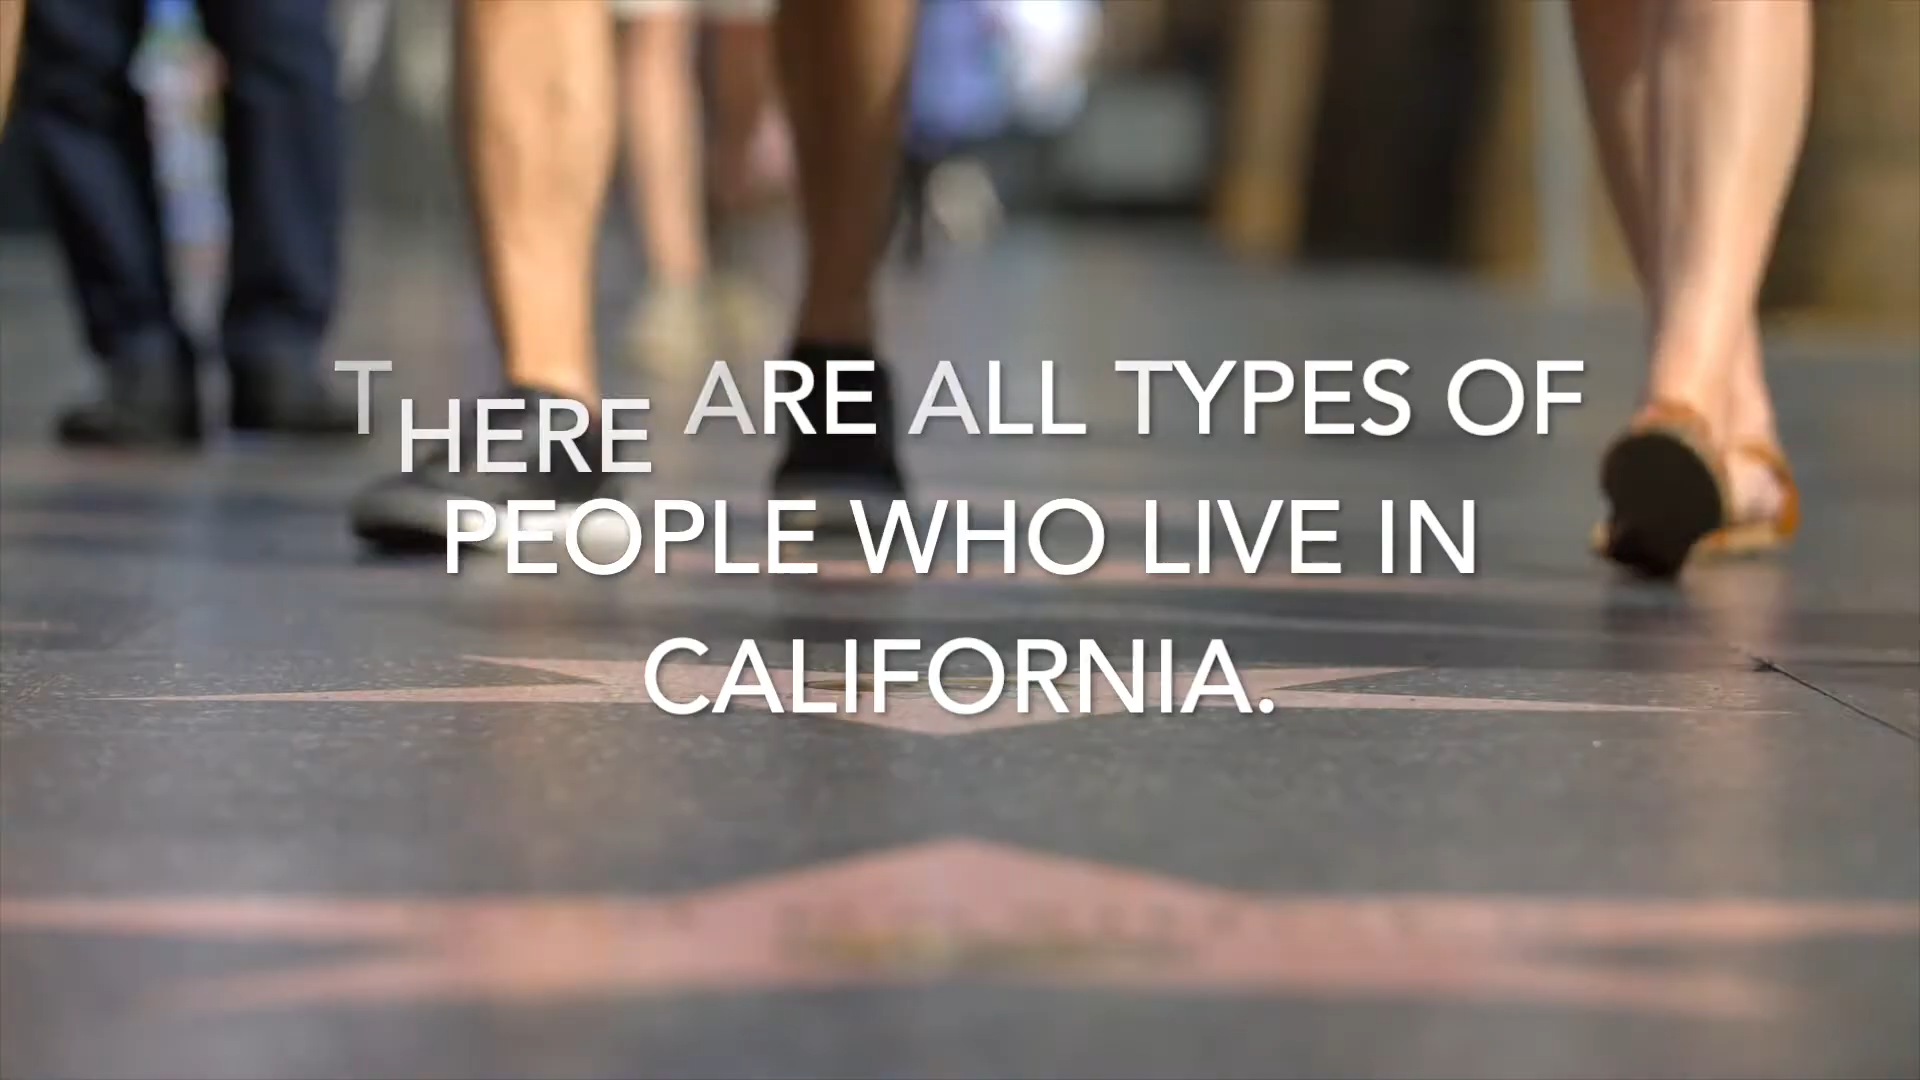 THERE ARE ALL TYPES OF
PEOPLE WHO LIVE IN
CALIFORNIA.